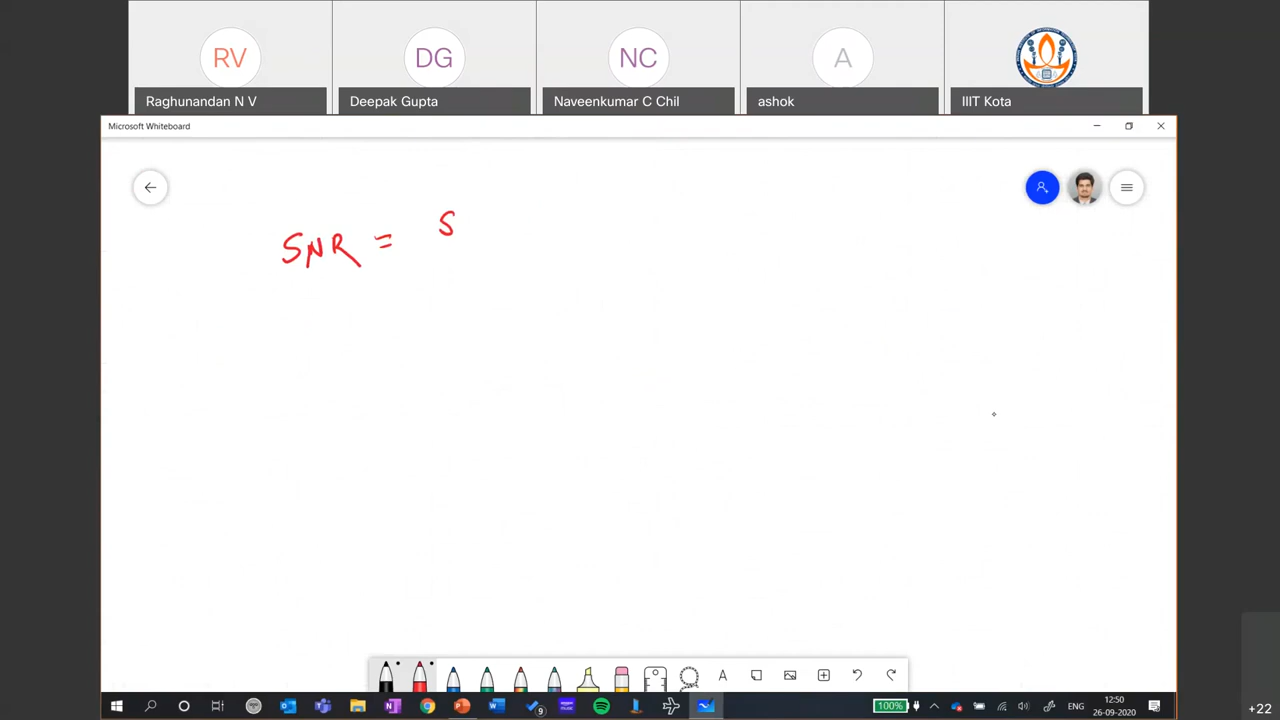 RV DG NC A
Raghunandan N V Deepak Gupta Naveenkumar C Chil ashok IIIT Kota
Microsoft Whiteboard
S
SNR =
A
9
100% ENG 12:50
26-09-2020
+22